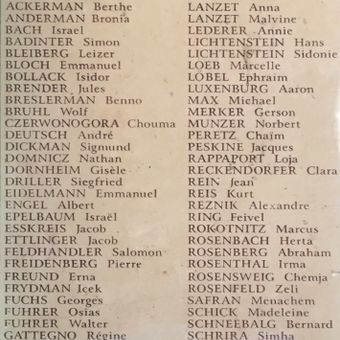 ACKERMAN Berthe
ANDERMAN Bronia
BACH Israel
BADINTER Simon
BLEIBERG Leizer
BLOCH Emmanuel
BOLLACK Isidor
BRENDER Jules
BRESLERMAN Benno
BRUHL Wolf
CZERWONOGORA Chouma
DEUTSCH André
DICKMAN Sigmund
DOMNICZ Nathan
DORNHEIM Gisèle
DRILLER Siegfried
EIDELMANN Emmanuel
ENGEL Albert
EPELBAUM Israël
ESSKREIS Jacob
ETTLINGER Jacob
FELDHANDLER Salomon
FREIDENBERG Pierre
FREUND Erna
FRYDMAN Icek
FUCHS Georges
FUHRER Osias
FUHRER Walter
GATTEGNO Régine
LANZET Anna
LANZET Malvine
LEDERER Annie
LICHTENSTEIN Hans
LICHTENSTEIN Sidonie
LOEB Marcelle
LÖBEL Ephraim
LUXENBURG Aaron
MAX Michael
MERKER Gerson
MUNZER Norbert
PERETZ Chaïm
PESKINE Jacques
RAPPAPORT Loja
RECKENDORFER Clara
REIN Jean
REIS Kurt
REZNIK Alexandre
RING Feivel
ROKOTNITZ Marcus
ROSENBACH Herta
ROSENBERG Abraham
ROSENTHAL Irma
ROSENSWEIG Chemja
ROSENFELD Zeli
SAFRAN Menachem
SCHICK Madeleine
SCHNEEBALG Bernard
SCHRIRA Simha